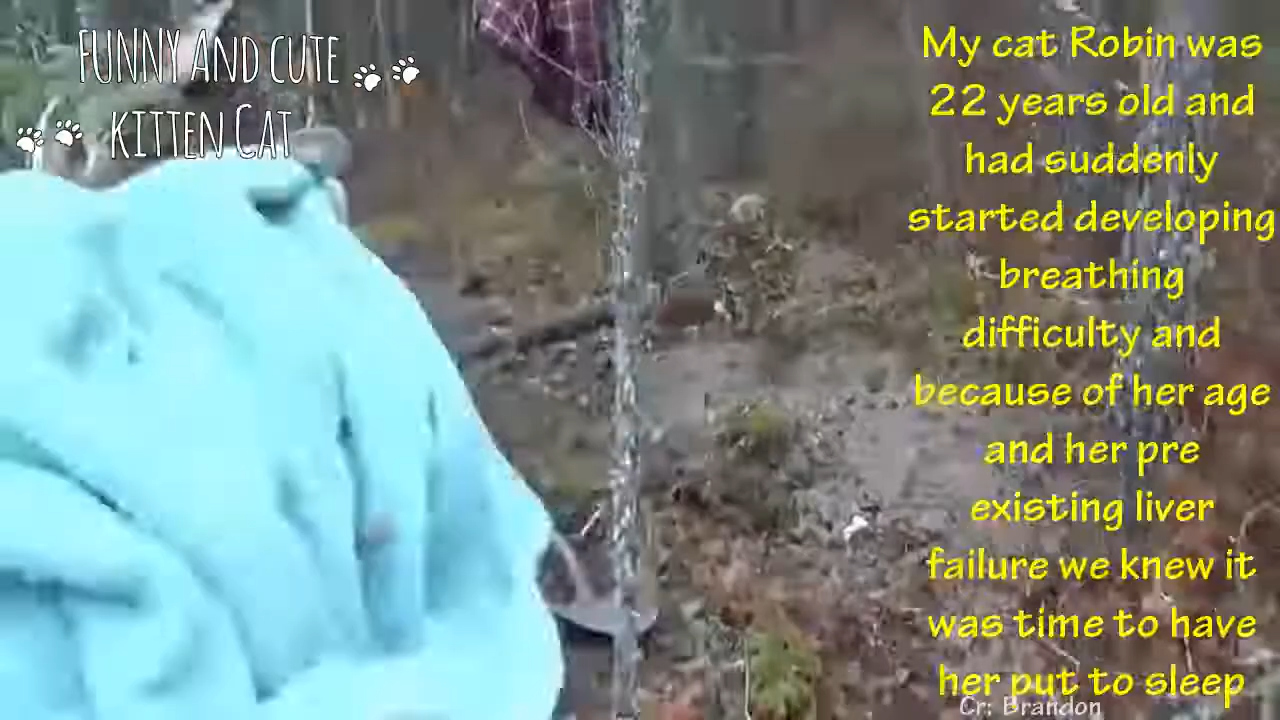 FUNNY AND CUTE
KITTEN CAT
My cat Robin was
22 years old and
had suddenly
started developing
breathing
difficulty and
because of her age
and her pre
existing liver
failure we knew it
was time to have
her put to sleep
Cr: Brandon